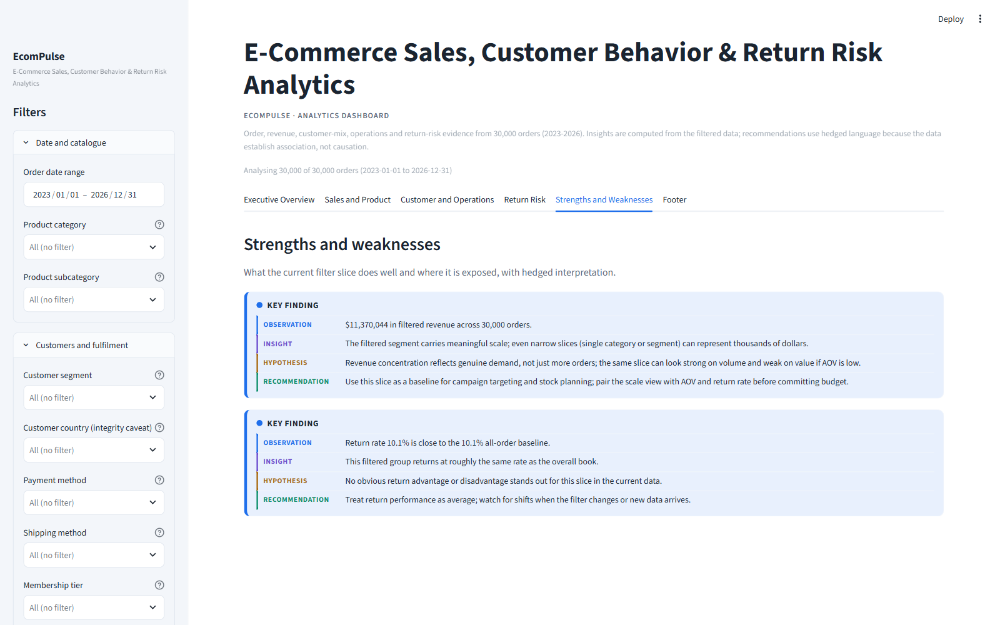 Deploy
EcomPulse
E-Commerce Sales, Customer Behavior & Return Risk
Analytics
Filters
Date and catalogue
Order date range
2023 / 01 / 01 – 2026 / 12 / 31
Product category
All (no filter)
Product subcategory
All (no filter)
Customers and fulfilment
Customer segment
All (no filter)
Customer country (integrity caveat)
All (no filter)
Payment method
All (no filter)
Shipping method
All (no filter)
Membership tier
All (no filter)
E-Commerce Sales, Customer Behavior & Return Risk
Analytics
ECOMPULSE · ANALYTICS DASHBOARD
Order, revenue, customer-mix, operations and return-risk evidence from 30,000 orders (2023-2026). Insights are computed from the filtered data; recommendations use hedged language because the data
establish association, not causation.
Analysing 30,000 of 30,000 orders (2023-01-01 to 2026-12-31)
Executive Overview Sales and Product Customer and Operations Return Risk Strengths and Weaknesses Footer
Strengths and weaknesses
What the current filter slice does well and where it is exposed, with hedged interpretation.
KEY FINDING
OBSERVATION $11,370,044 in filtered revenue across 30,000 orders.
INSIGHT The filtered segment carries meaningful scale; even narrow slices (single category or segment) can represent thousands of dollars.
HYPOTHESIS Revenue concentration reflects genuine demand, not just more orders; the same slice can look strong on volume and weak on value if AOV is low.
RECOMMENDATION Use this slice as a baseline for campaign targeting and stock planning; pair the scale view with AOV and return rate before committing budget.
KEY FINDING
OBSERVATION Return rate 10.1% is close to the 10.1% all-order baseline.
INSIGHT This filtered group returns at roughly the same rate as the overall book.
HYPOTHESIS No obvious return advantage or disadvantage stands out for this slice in the current data.
RECOMMENDATION Treat return performance as average; watch for shifts when the filter changes or new data arrives.